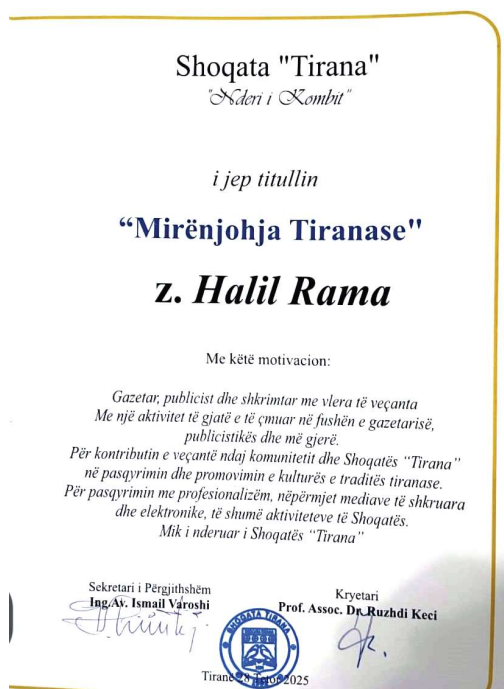 Shoqata "Tirana"
"Nderi i Kombit"
i jep titullin
“Mirënjohja Tiranase"
z. Halil Rama
Me këtë motivacion:
Gazetar, publicist dhe shkrimtar me vlera të veçanta
Me një aktivitet të gjatë e të çmuar në fushën e gazetarisë,
publicistikës dhe më gjerë.
Për kontributin e veçantë ndaj komunitetit dhe Shoqatës “Tirana”
në pasqyrimin dhe promovimin e kulturës e traditës tiranase.
Për pasqyrimin me profesionalizëm, nëpërmjet mediave të shkruara
dhe elektronike, të shumë aktiviteteve të Shoqatës.
Mik i nderuar i Shoqatës “Tirana”
Sekretari i Përgjithshëm
Ing.Av. Ismail Varoshi
Kryetari
Prof. Assoc. Dr. Ruzhdi Keci
SHOQATA TIRANA
Tiranë 28 Tetor 2025